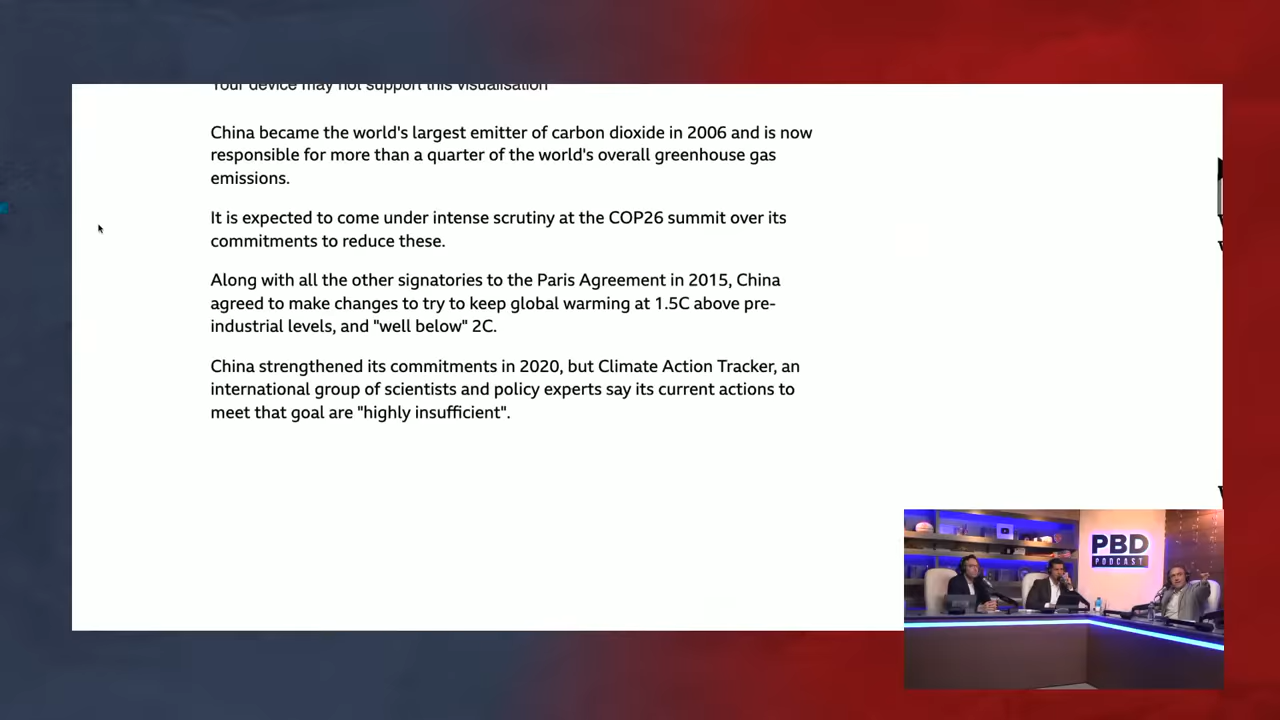 Your device may not support this visualisation
China became the world's largest emitter of carbon dioxide in 2006 and is now
responsible for more than a quarter of the world's overall greenhouse gas
emissions.
It is expected to come under intense scrutiny at the COP26 summit over its
commitments to reduce these.
Along with all the other signatories to the Paris Agreement in 2015, China
agreed to make changes to try to keep global warming at 1.5C above pre-
industrial levels, and "well below" 2C.
China strengthened its commitments in 2020, but Climate Action Tracker, an
international group of scientists and policy experts say its current actions to
meet that goal are "highly insufficient".
PBD
PODCAST